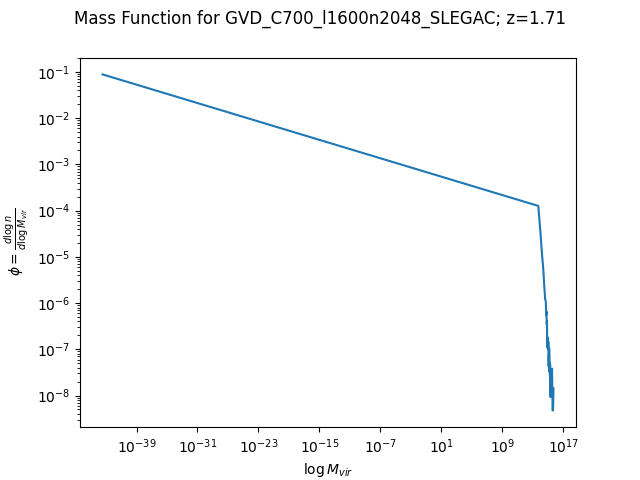 Mass Function for GVD_C700_l1600n2048_SLEGAC; z=1.71
10⁻¹
10⁻²
10⁻³
10⁻⁴
10⁻⁵
10⁻⁶
10⁻⁷
10⁻⁸
ϕ = d log n / d log M_vir
10⁻³⁹ 10⁻³¹ 10⁻²³ 10⁻¹⁵ 10⁻⁷ 10¹ 10⁹ 10¹⁷
log M_vir